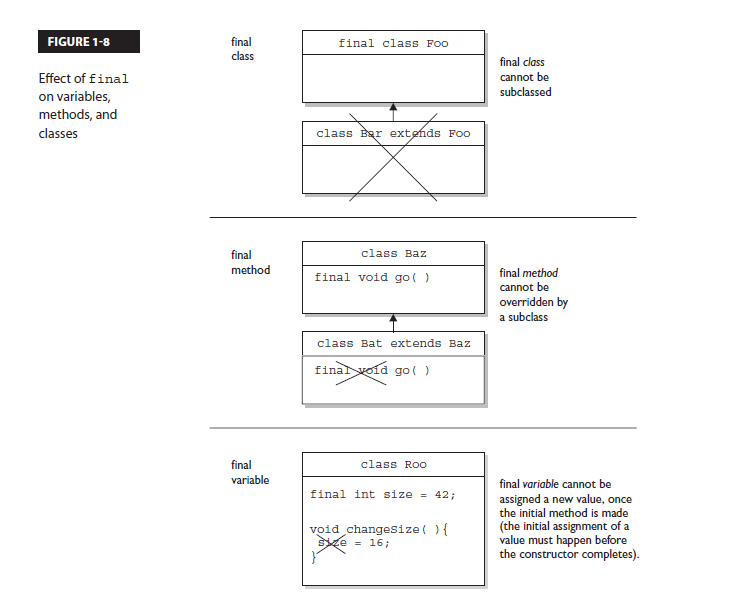 FIGURE 1-8
Effect of final
on variables,
methods, and
classes
final
class
final class Foo
class Bar extends Foo
final class
cannot be
subclassed
final
method
class Baz
final void go( )
class Bat extends Baz
final void go( )
final method
cannot be
overridden by
a subclass
final
variable
class Roo
final int size = 42;
void changeSize( ){
size = 16;
}
final variable cannot be
assigned a new value, once
the initial method is made
(the initial assignment of a
value must happen before
the constructor completes).